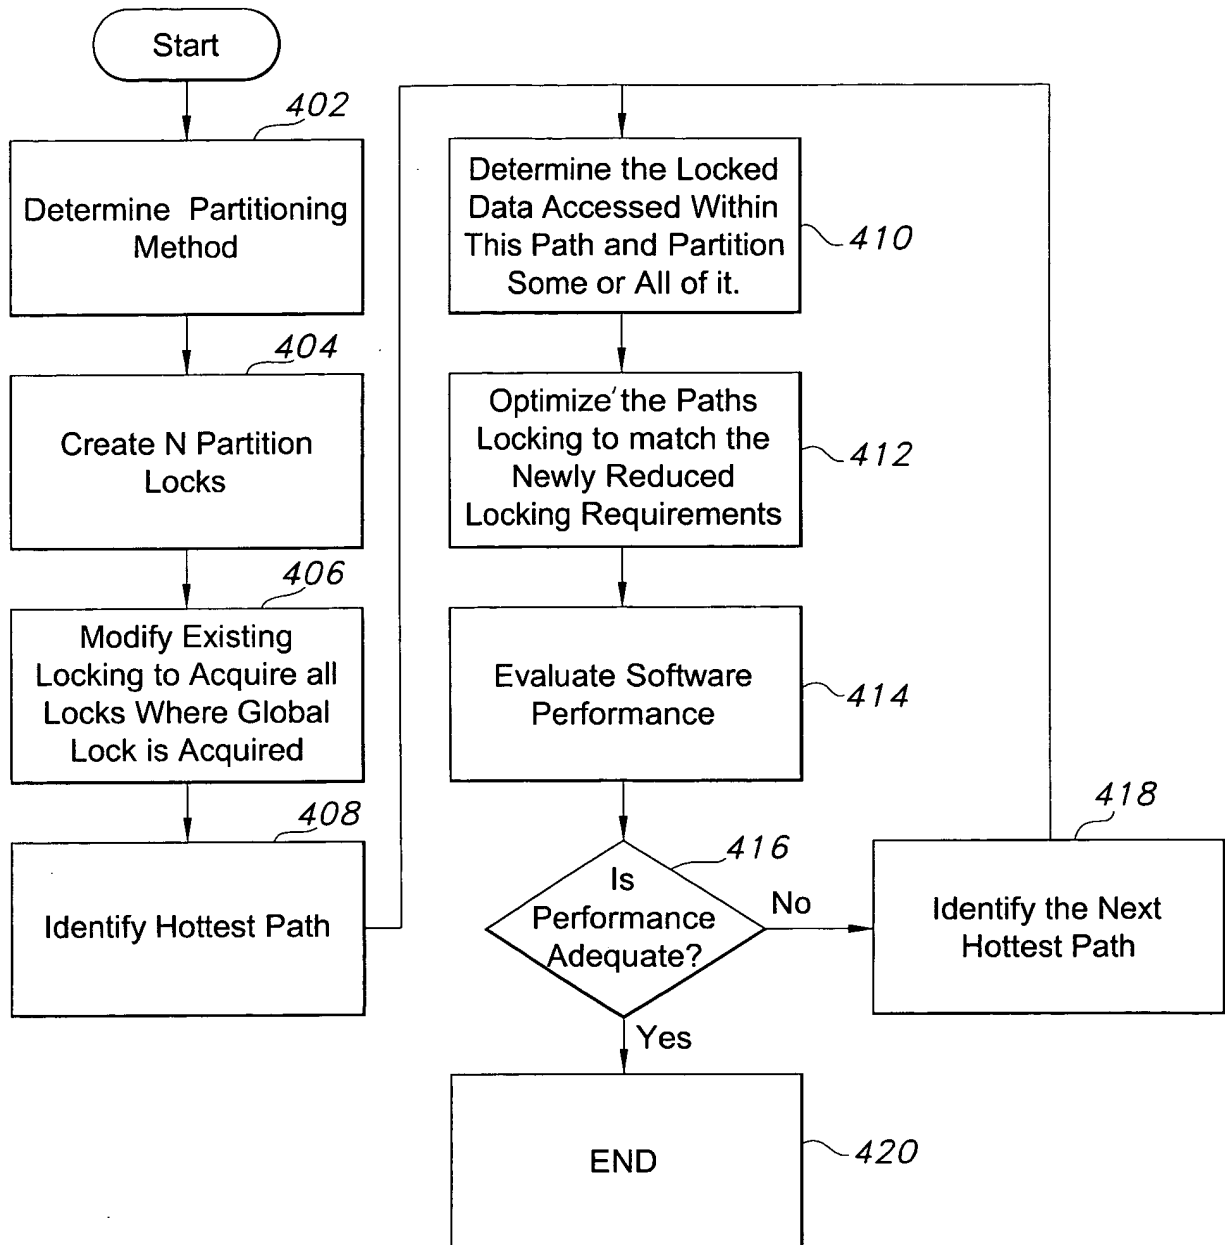 Start
402
Determine Partitioning
Method
404
Create N Partition
Locks
406
Modify Existing
Locking to Acquire all
Locks Where Global
Lock is Acquired
408
Identify Hottest Path
Determine the Locked
Data Accessed Within
This Path and Partition
Some or All of it.
410
Optimize the Paths
Locking to match the
Newly Reduced
Locking Requirements
412
Evaluate Software
Performance
414
Is
Performance
Adequate?
416
No
418
Identify the Next
Hottest Path
Yes
END
420